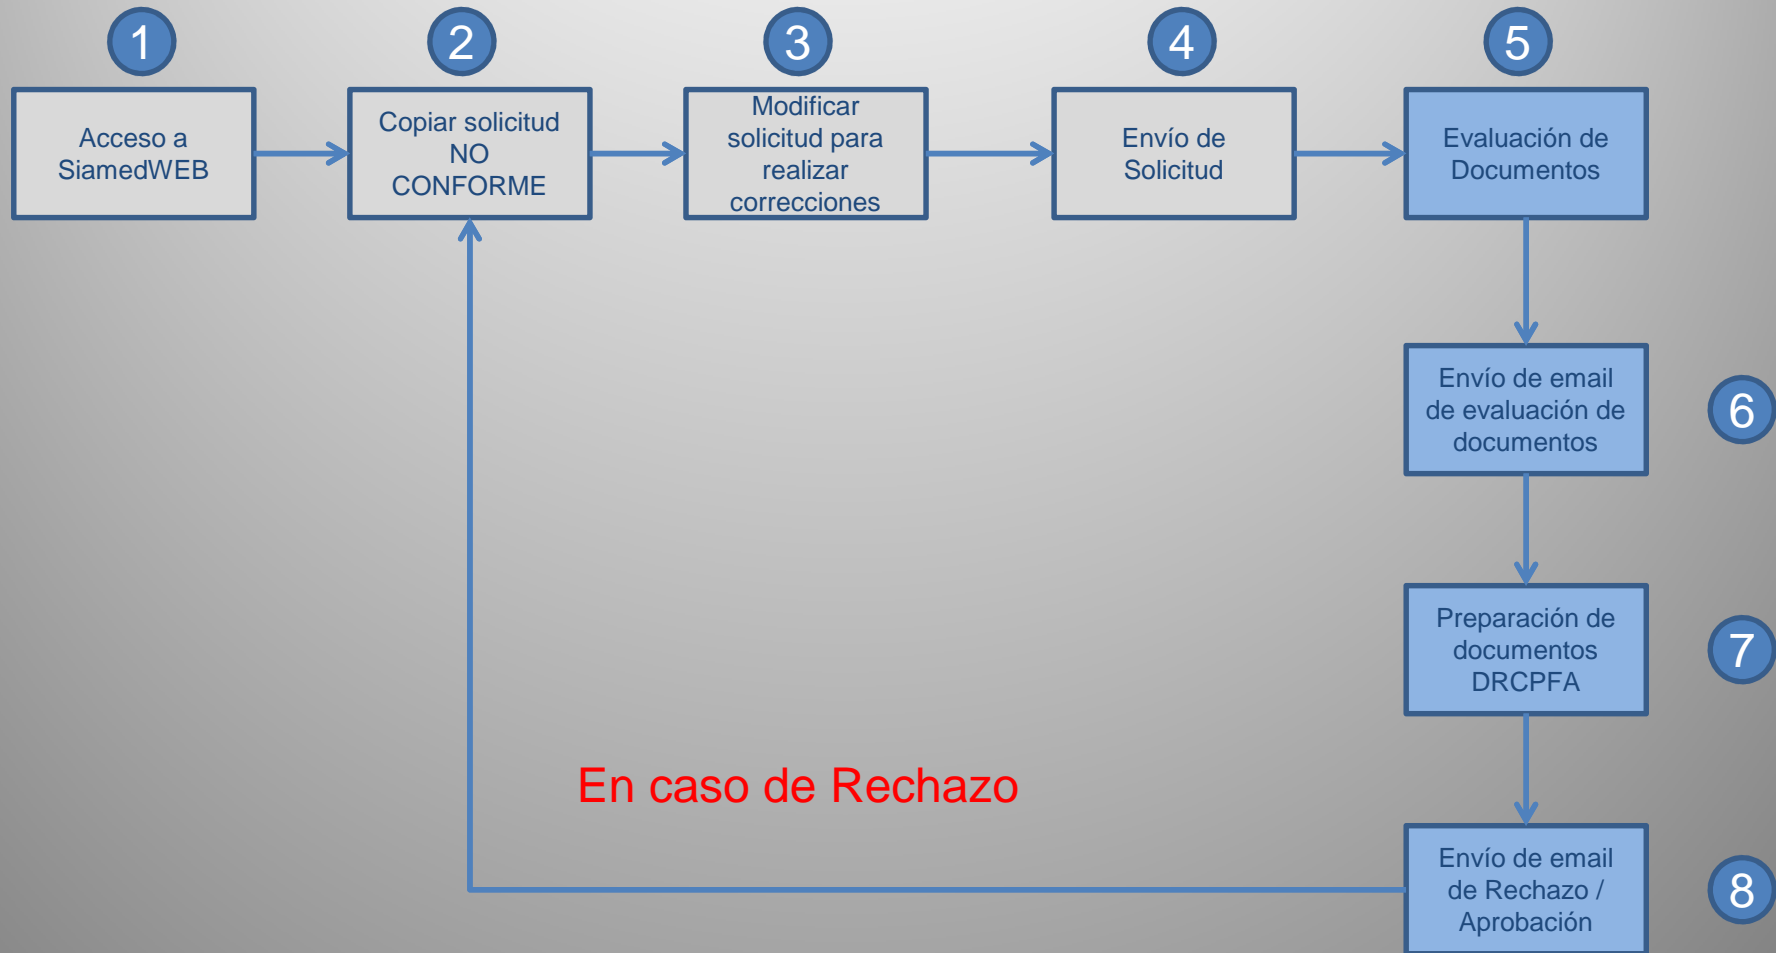 1
2
3
4
5
Acceso a
SiamedWEB
Copiar solicitud
NO
CONFORME
Modificar
solicitud para
realizar
correcciones
Envío de
Solicitud
Evaluación de
Documentos
Envío de email
de evaluación de
documentos
6
Preparación de
documentos
DRCPFA
7
En caso de Rechazo
Envío de email
de Rechazo /
Aprobación
8